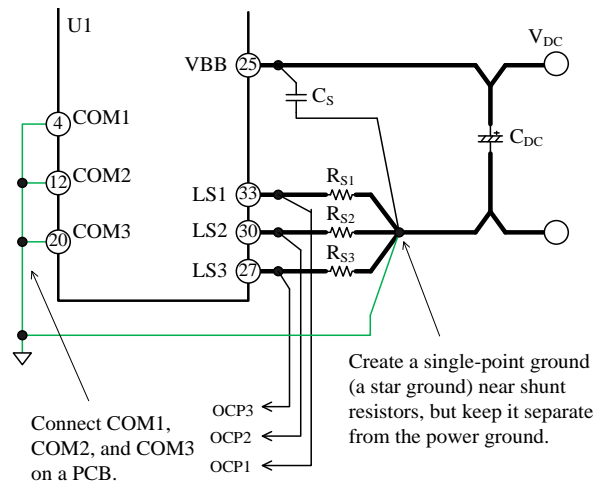 U1
VDC
VBB
25
CS
4
COM1
CDC
12
COM2
LS1
33
RS1
LS2
30
RS2
20
COM3
LS3
27
RS3
Create a single-point ground
(a star ground) near shunt
resistors, but keep it separate
from the power ground.
Connect COM1,
COM2, and COM3
on a PCB.
OCP3
OCP2
OCP1